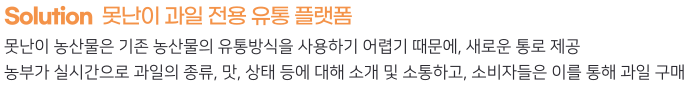 Solution 못난이 과일 전용 유통 플랫폼
못난이 농산물은 기존 농산물의 유통방식을 사용하기 어렵기 때문에, 새로운 통로 제공
농부가 실시간으로 과일의 종류, 맛, 상태 등에 대해 소개 및 소통하고, 소비자들은 이를 통해 과일 구매